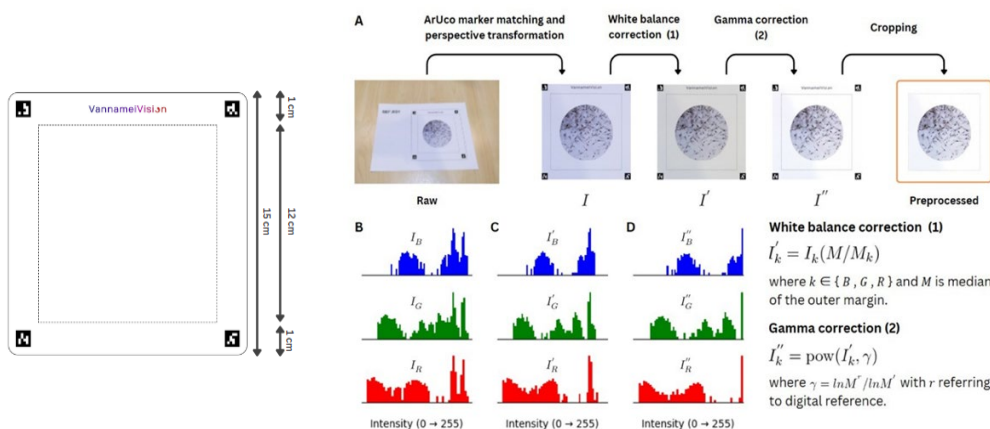 VannameiVision
1 cm
12 cm
15 cm
1 cm
A
ArUco marker matching and
perspective transformation
White balance
correction (1)
Gamma correction
(2)
Cropping
VannameiVision
VannameiVision
VannameiVision
Raw
I
I′
I″
Preprocessed
B
C
D
I_B
I′_B
I″_B
I_G
I′_G
I″_G
I_R
I′_R
I″_R
Intensity (0 → 255)
Intensity (0 → 255)
Intensity (0 → 255)
White balance correction (1)
I′_k = I_k(M/M_k)
where k ∈ {B, G, R} and M is median
of the outer margin.
Gamma correction (2)
I″_k = pow(I′_k, γ)
where γ = lnM^r/lnM′ with r referring
to digital reference.